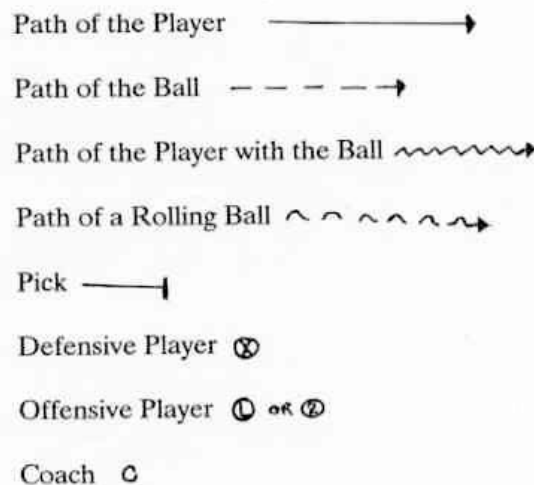 Path of the Player
Path of the Ball
Path of the Player with the Ball
Path of a Rolling Ball
Pick
Defensive Player Ⓧ
Offensive Player ① OR ②
Coach C